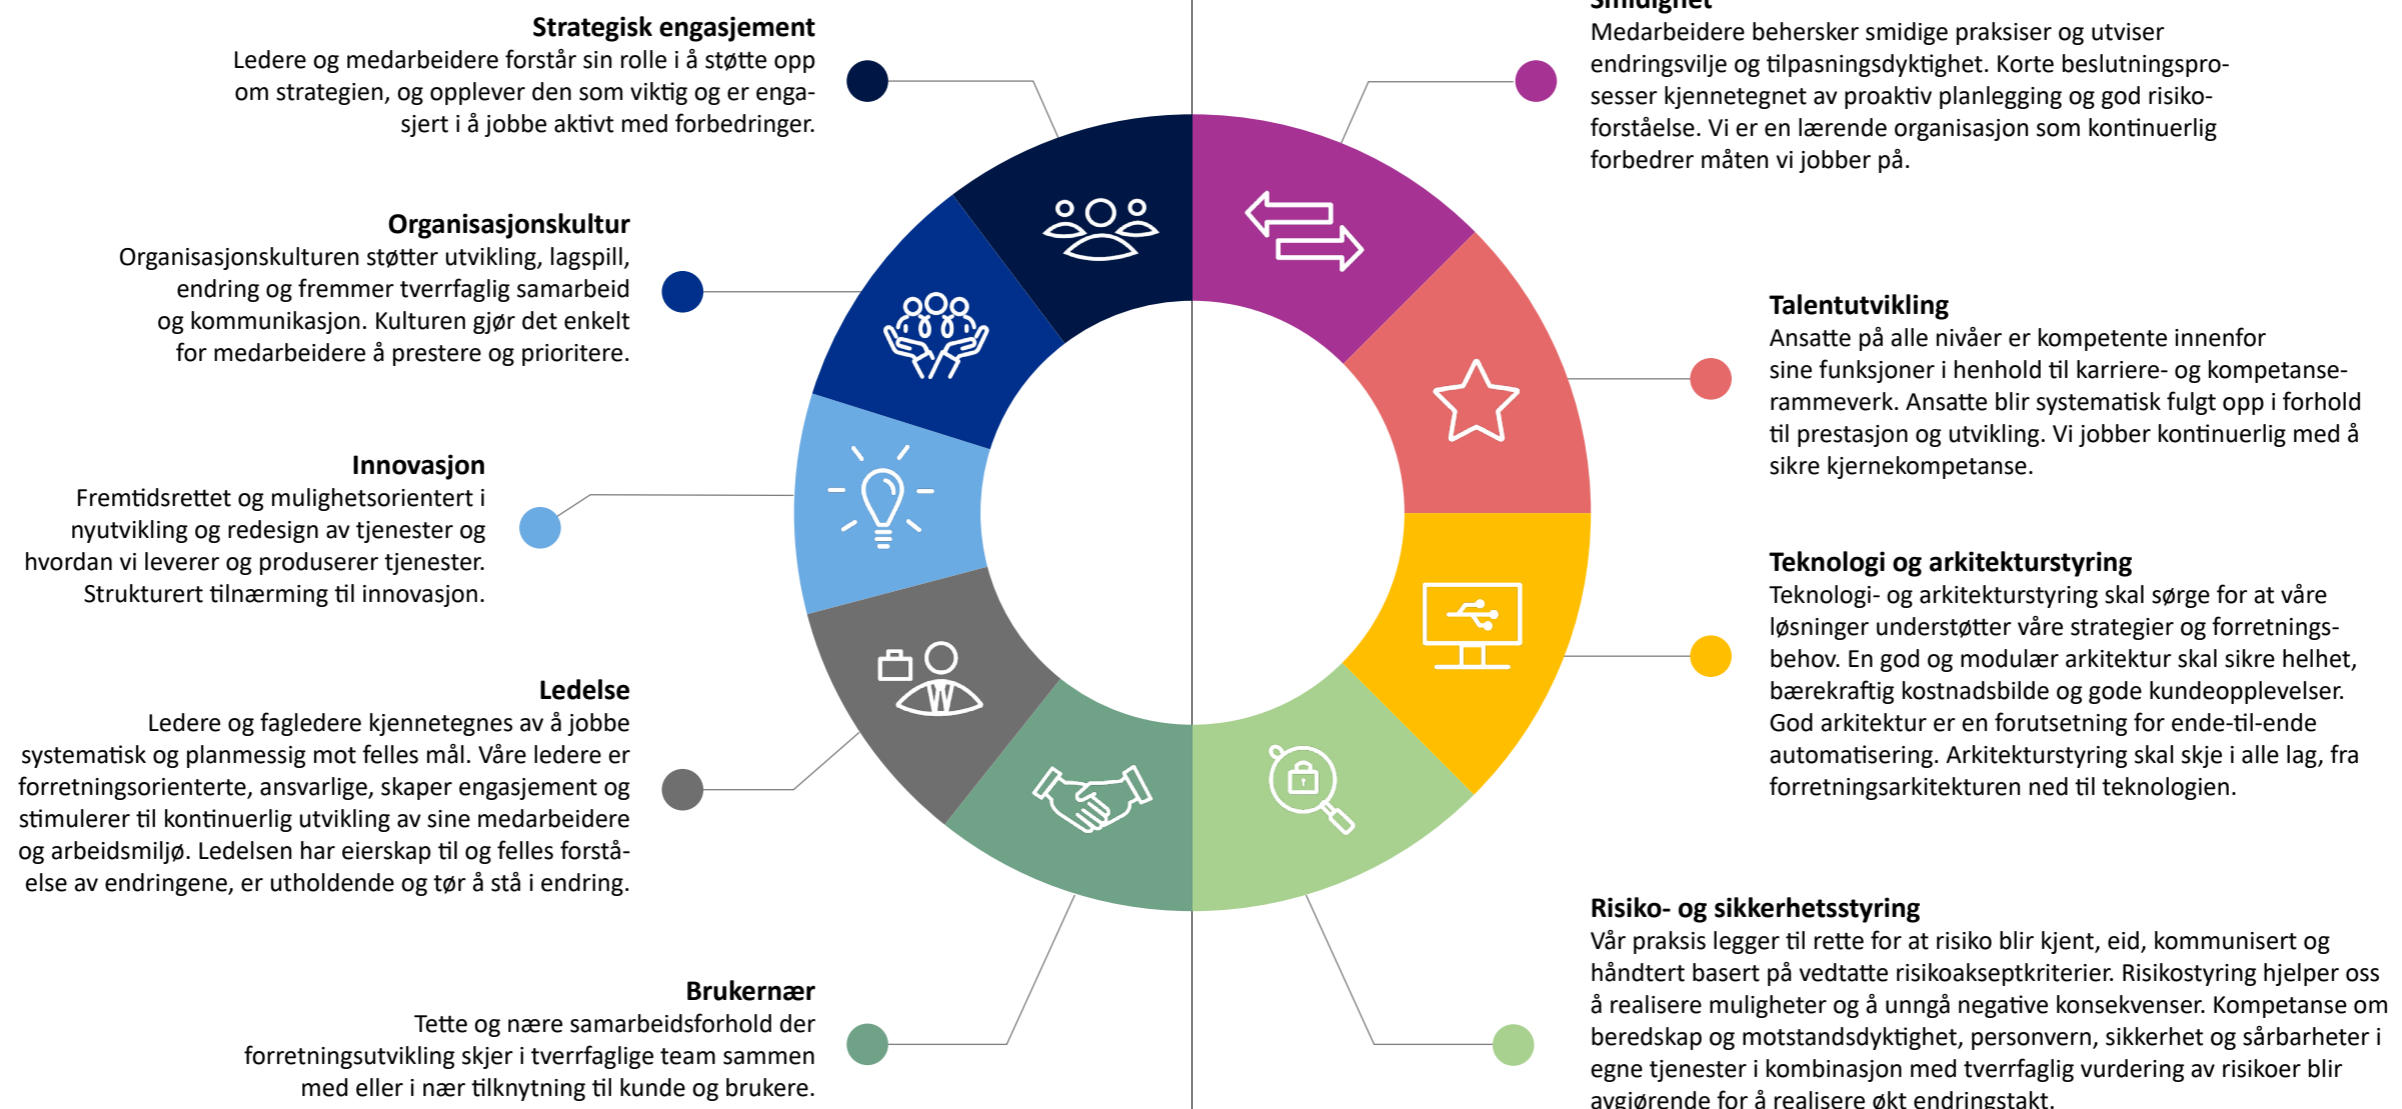 Strategisk engasjement
Ledere og medarbeidere forstår sin rolle i å støtte opp
om strategien, og opplever den som viktig og er enga-
sjert i å jobbe aktivt med forbedringer.
Organisasjonskultur
Organisasjonskulturen støtter utvikling, lagspill,
endring og fremmer tverrfaglig samarbeid
og kommunikasjon. Kulturen gjør det enkelt
for medarbeidere å prestere og prioritere.
Innovasjon
Fremtidsrettet og mulighetsorientert i
nyutvikling og redesign av tjenester og
hvordan vi leverer og produserer tjenester.
Strukturert tilnærming til innovasjon.
Ledelse
Ledere og fagledere kjennetegnes av å jobbe
systematisk og planmessig mot felles mål. Våre ledere er
forretningsorienterte, ansvarlige, skaper engasjement og
stimulerer til kontinuerlig utvikling av sine medarbeidere
og arbeidsmiljø. Ledelsen har eierskap til og felles forstå-
else av endringene, er utholdende og tør å stå i endring.
Brukernær
Tette og nære samarbeidsforhold der
forretningsutvikling skjer i tverrfaglige team sammen
med eller i nær tilknytning til kunde og brukere.
Smidighet
Medarbeidere behersker smidige praksiser og utviser
endringsvilje og tilpasningsdyktighet. Korte beslutningspro-
sesser kjennetegnet av proaktiv planlegging og god risiko-
forståelse. Vi er en lærende organisasjon som kontinuerlig
forbedrer måten vi jobber på.
Talentutvikling
Ansatte på alle nivåer er kompetente innenfor
sine funksjoner i henhold til karriere- og kompetanse-
rammeverk. Ansatte blir systematisk fulgt opp i forhold
til prestasjon og utvikling. Vi jobber kontinuerlig med å
sikre kjernekompetanse.
Teknologi og arkitekturstyring
Teknologi- og arkitekturstyring skal sørge for at våre
løsninger understøtter våre strategier og forretnings-
behov. En god og modulær arkitektur skal sikre helhet,
bærekraftig kostnadsbilde og gode kundeopplevelser.
God arkitektur er en forutsetning for ende-til-ende
automatisering. Arkitekturstyring skal skje i alle lag, fra
forretningsarkitekturen ned til teknologien.
Risiko- og sikkerhetsstyring
Vår praksis legger til rette for at risiko blir kjent, eid, kommunisert og
håndtert basert på vedtatte risikoakseptkriterier. Risikostyring hjelper oss
å realisere muligheter og å unngå negative konsekvenser. Kompetanse om
beredskap og motstandsdyktighet, personvern, sikkerhet og sårbarheter i
egne tjenester i kombinasjon med tverrfaglig vurdering av risikoer blir
avgjørende for å realisere økt endringstakt.